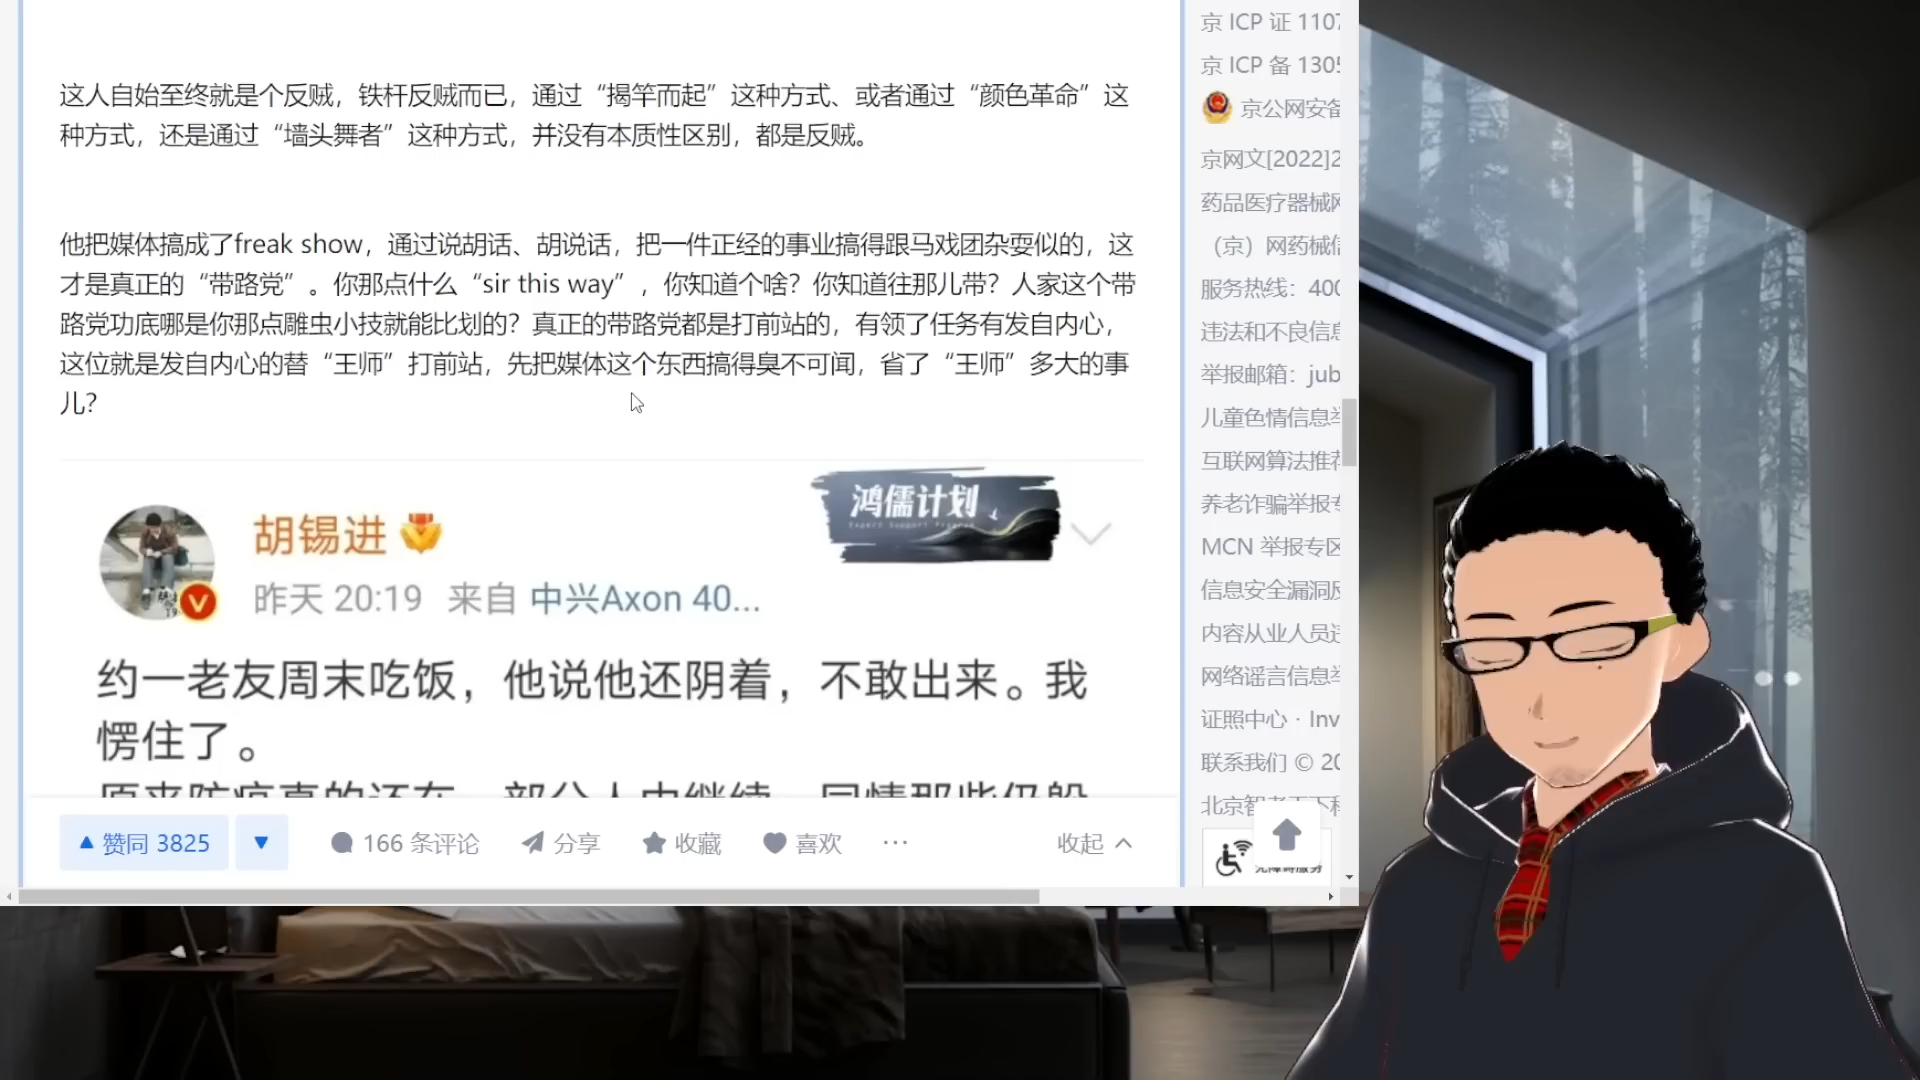 这人自始至终就是个反贼，铁杆反贼而已，通过“揭竿而起”这种方式、或者通过“颜色革命”这
种方式，还是通过“墙头舞者”这种方式，并没有本质性区别，都是反贼。
他把媒体搞成了freak show，通过说胡话、胡说话，把一件正经的事业搞得跟马戏团杂耍似的，这
才是真正的“带路党”。你那点什么“sir this way”，你知道个啥？你知道往那儿带？人家这个带
路党功底哪是你那点雕虫小技就能比划的？真正的带路党都是打前站的，有领了任务有发自内心，
这位就是发自内心的替“王师”打前站，先把媒体这个东西搞得臭不可闻，省了“王师”多大的事
儿？
胡锡进
鸿儒计划
昨天 20:19 来自 中兴Axon 40...
约一老友周末吃饭，他说他还阴着，不敢出来。我
愣住了。
赞同 3825
166 条评论
分享
收藏
喜欢
···
收起
京 ICP 证 1107
京 ICP 备 1305
京公网安备
京网文[2022]2
药品医疗器械网
（京）网药械信
服务热线：400
违法和不良信息
举报邮箱：jub
儿童色情信息举
互联网算法推荐
养老诈骗举报专
MCN 举报专区
信息安全漏洞反
内容从业人员违
网络谣言信息举
证照中心 · Inv
联系我们 © 20